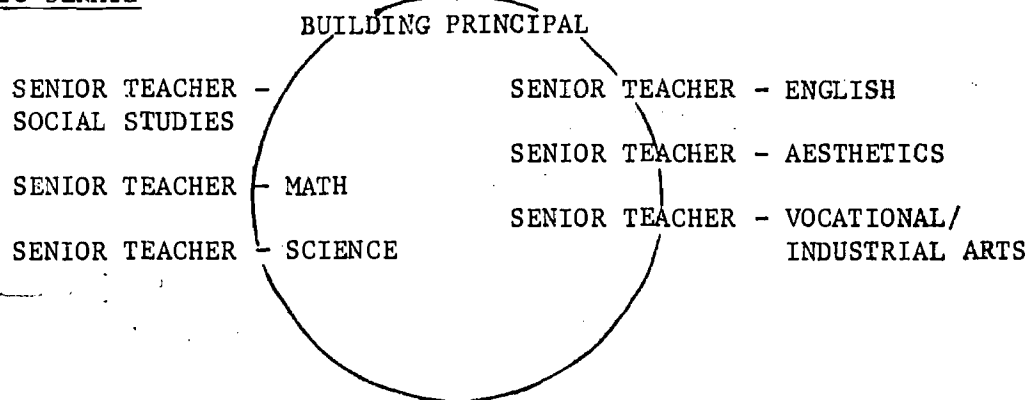 BUILDING PRINCIPAL
SENIOR TEACHER -
SOCIAL STUDIES
SENIOR TEACHER - MATH
SENIOR TEACHER - SCIENCE
SENIOR TEACHER - ENGLISH
SENIOR TEACHER - AESTHETICS
SENIOR TEACHER - VOCATIONAL/
INDUSTRIAL ARTS